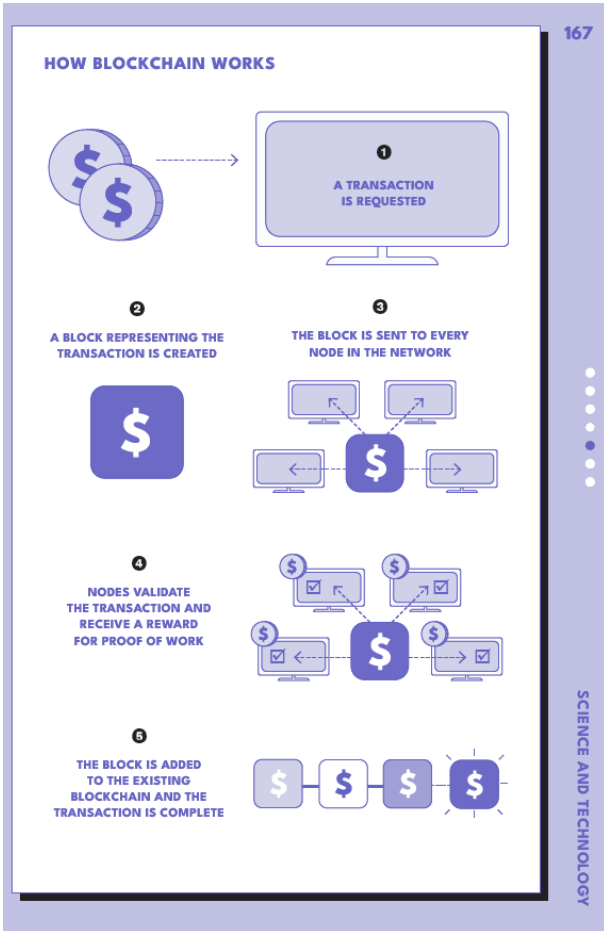 167
HOW BLOCKCHAIN WORKS
$
$
1
A TRANSACTION
IS REQUESTED
2
A BLOCK REPRESENTING THE
TRANSACTION IS CREATED
$
3
THE BLOCK IS SENT TO EVERY
NODE IN THE NETWORK
$
4
NODES VALIDATE
THE TRANSACTION AND
RECEIVE A REWARD
FOR PROOF OF WORK
$ $
$ $
$
5
THE BLOCK IS ADDED
TO THE EXISTING
BLOCKCHAIN AND THE
TRANSACTION IS COMPLETE
$ $ $ $
SCIENCE AND TECHNOLOGY